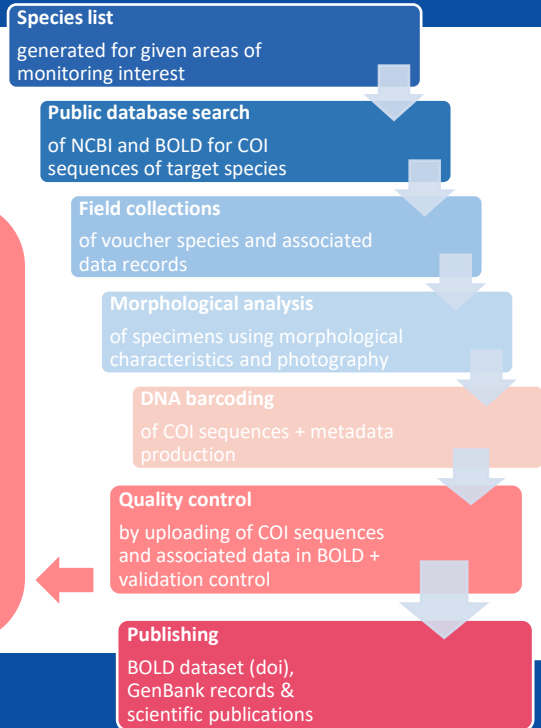 Species list
generated for given areas of
monitoring interest
Public database search
of NCBI and BOLD for COI
sequences of target species
Field collections
of voucher species and associated
data records
Morphological analysis
of specimens using morphological
characteristics and photography
DNA barcoding
of COI sequences + metadata
production
Quality control
by uploading of COI sequences
and associated data in BOLD +
validation control
Publishing
BOLD dataset (doi),
GenBank records &
scientific publications